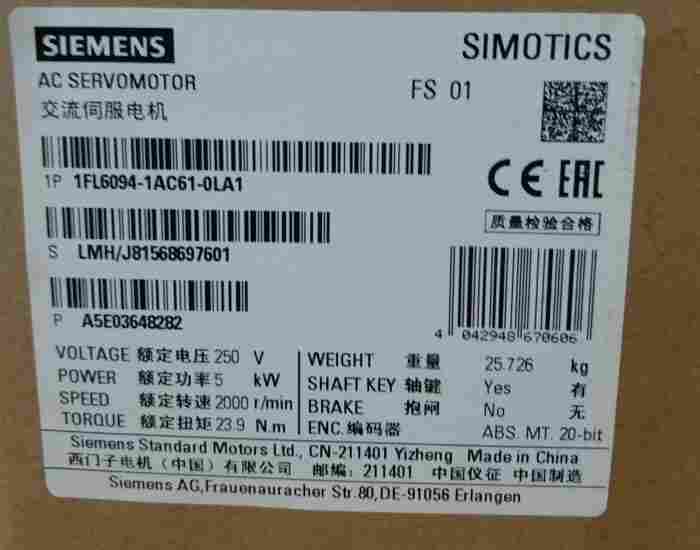 SIEMENS
SIMOTICS
AC SERVOMOTOR
FS 01
交流伺服电机
1P 1FL6094-1AC61-0LA1
CE EAC
质量检验合格
S LMH/J81568697601
P A5E03648282
4 042948 670606
VOLTAGE 额定电压 250 V
POWER 额定功率 5 kW
SPEED 额定转速 2000 r/min
TORQUE 额定扭矩 23.9 N.m
WEIGHT 重量 25.726 kg
SHAFT KEY 轴键 Yes 有
BRAKE 抱闸 No 无
ENC.编码器 ABS. MT. 20-bit
Siemens Standard Motors Ltd., CN-211401 Yizheng Made in China
西门子电机（中国）有限公司 邮编: 211401 中国仪征 中国制造
Siemens AG,Frauenauracher Str.80,DE-91056 Erlangen